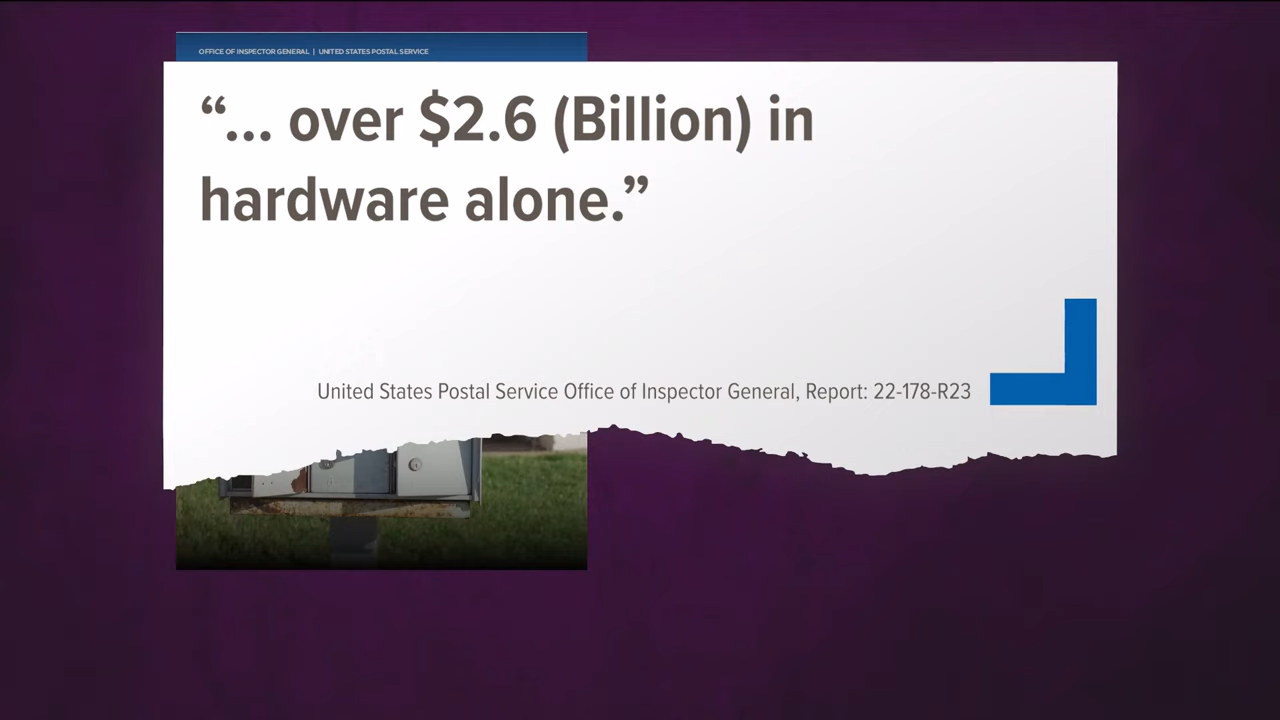 OFFICE OF INSPECTOR GENERAL | UNITED STATES POSTAL SERVICE
“... over $2.6 (Billion) in
hardware alone.”
United States Postal Service Office of Inspector General, Report: 22-178-R23